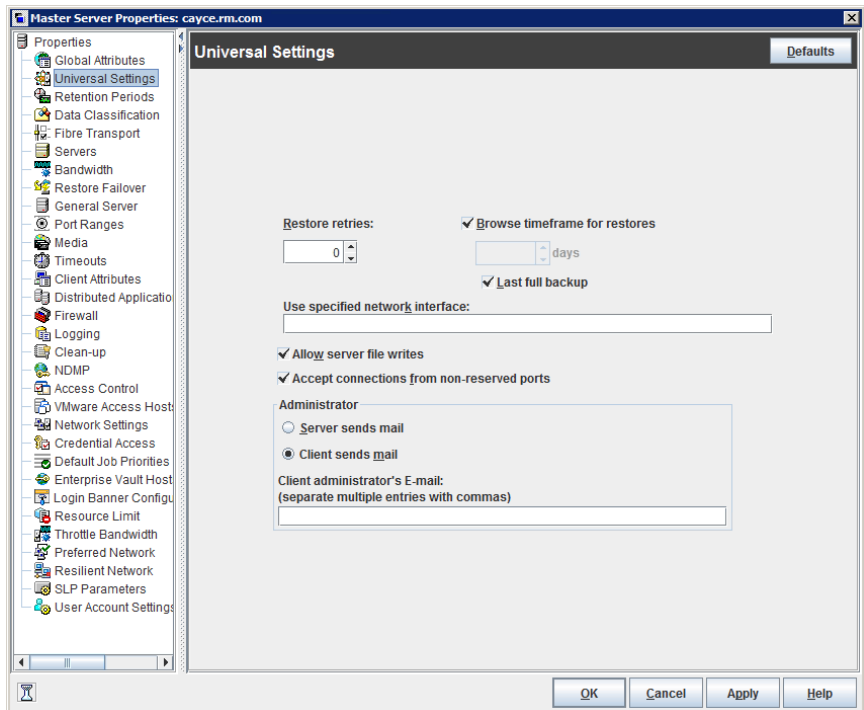 Master Server Properties: cayce.rm.com
Properties
Global Attributes
Universal Settings
Retention Periods
Data Classification
Fibre Transport
Servers
Bandwidth
Restore Failover
General Server
Port Ranges
Media
Timeouts
Client Attributes
Distributed Applicatio
Firewall
Logging
Clean-up
NDMP
Access Control
VMware Access Hosts
Network Settings
Credential Access
Default Job Priorities
Enterprise Vault Host
Login Banner Configu
Resource Limit
Throttle Bandwidth
Preferred Network
Resilient Network
SLP Parameters
User Account Settings
Universal Settings
Defaults
Restore retries:
Browse timeframe for restores
0
days
Last full backup
Use specified network interface:
Allow server file writes
Accept connections from non-reserved ports
Administrator
Server sends mail
Client sends mail
Client administrator's E-mail:
(separate multiple entries with commas)
OK
Cancel
Apply
Help